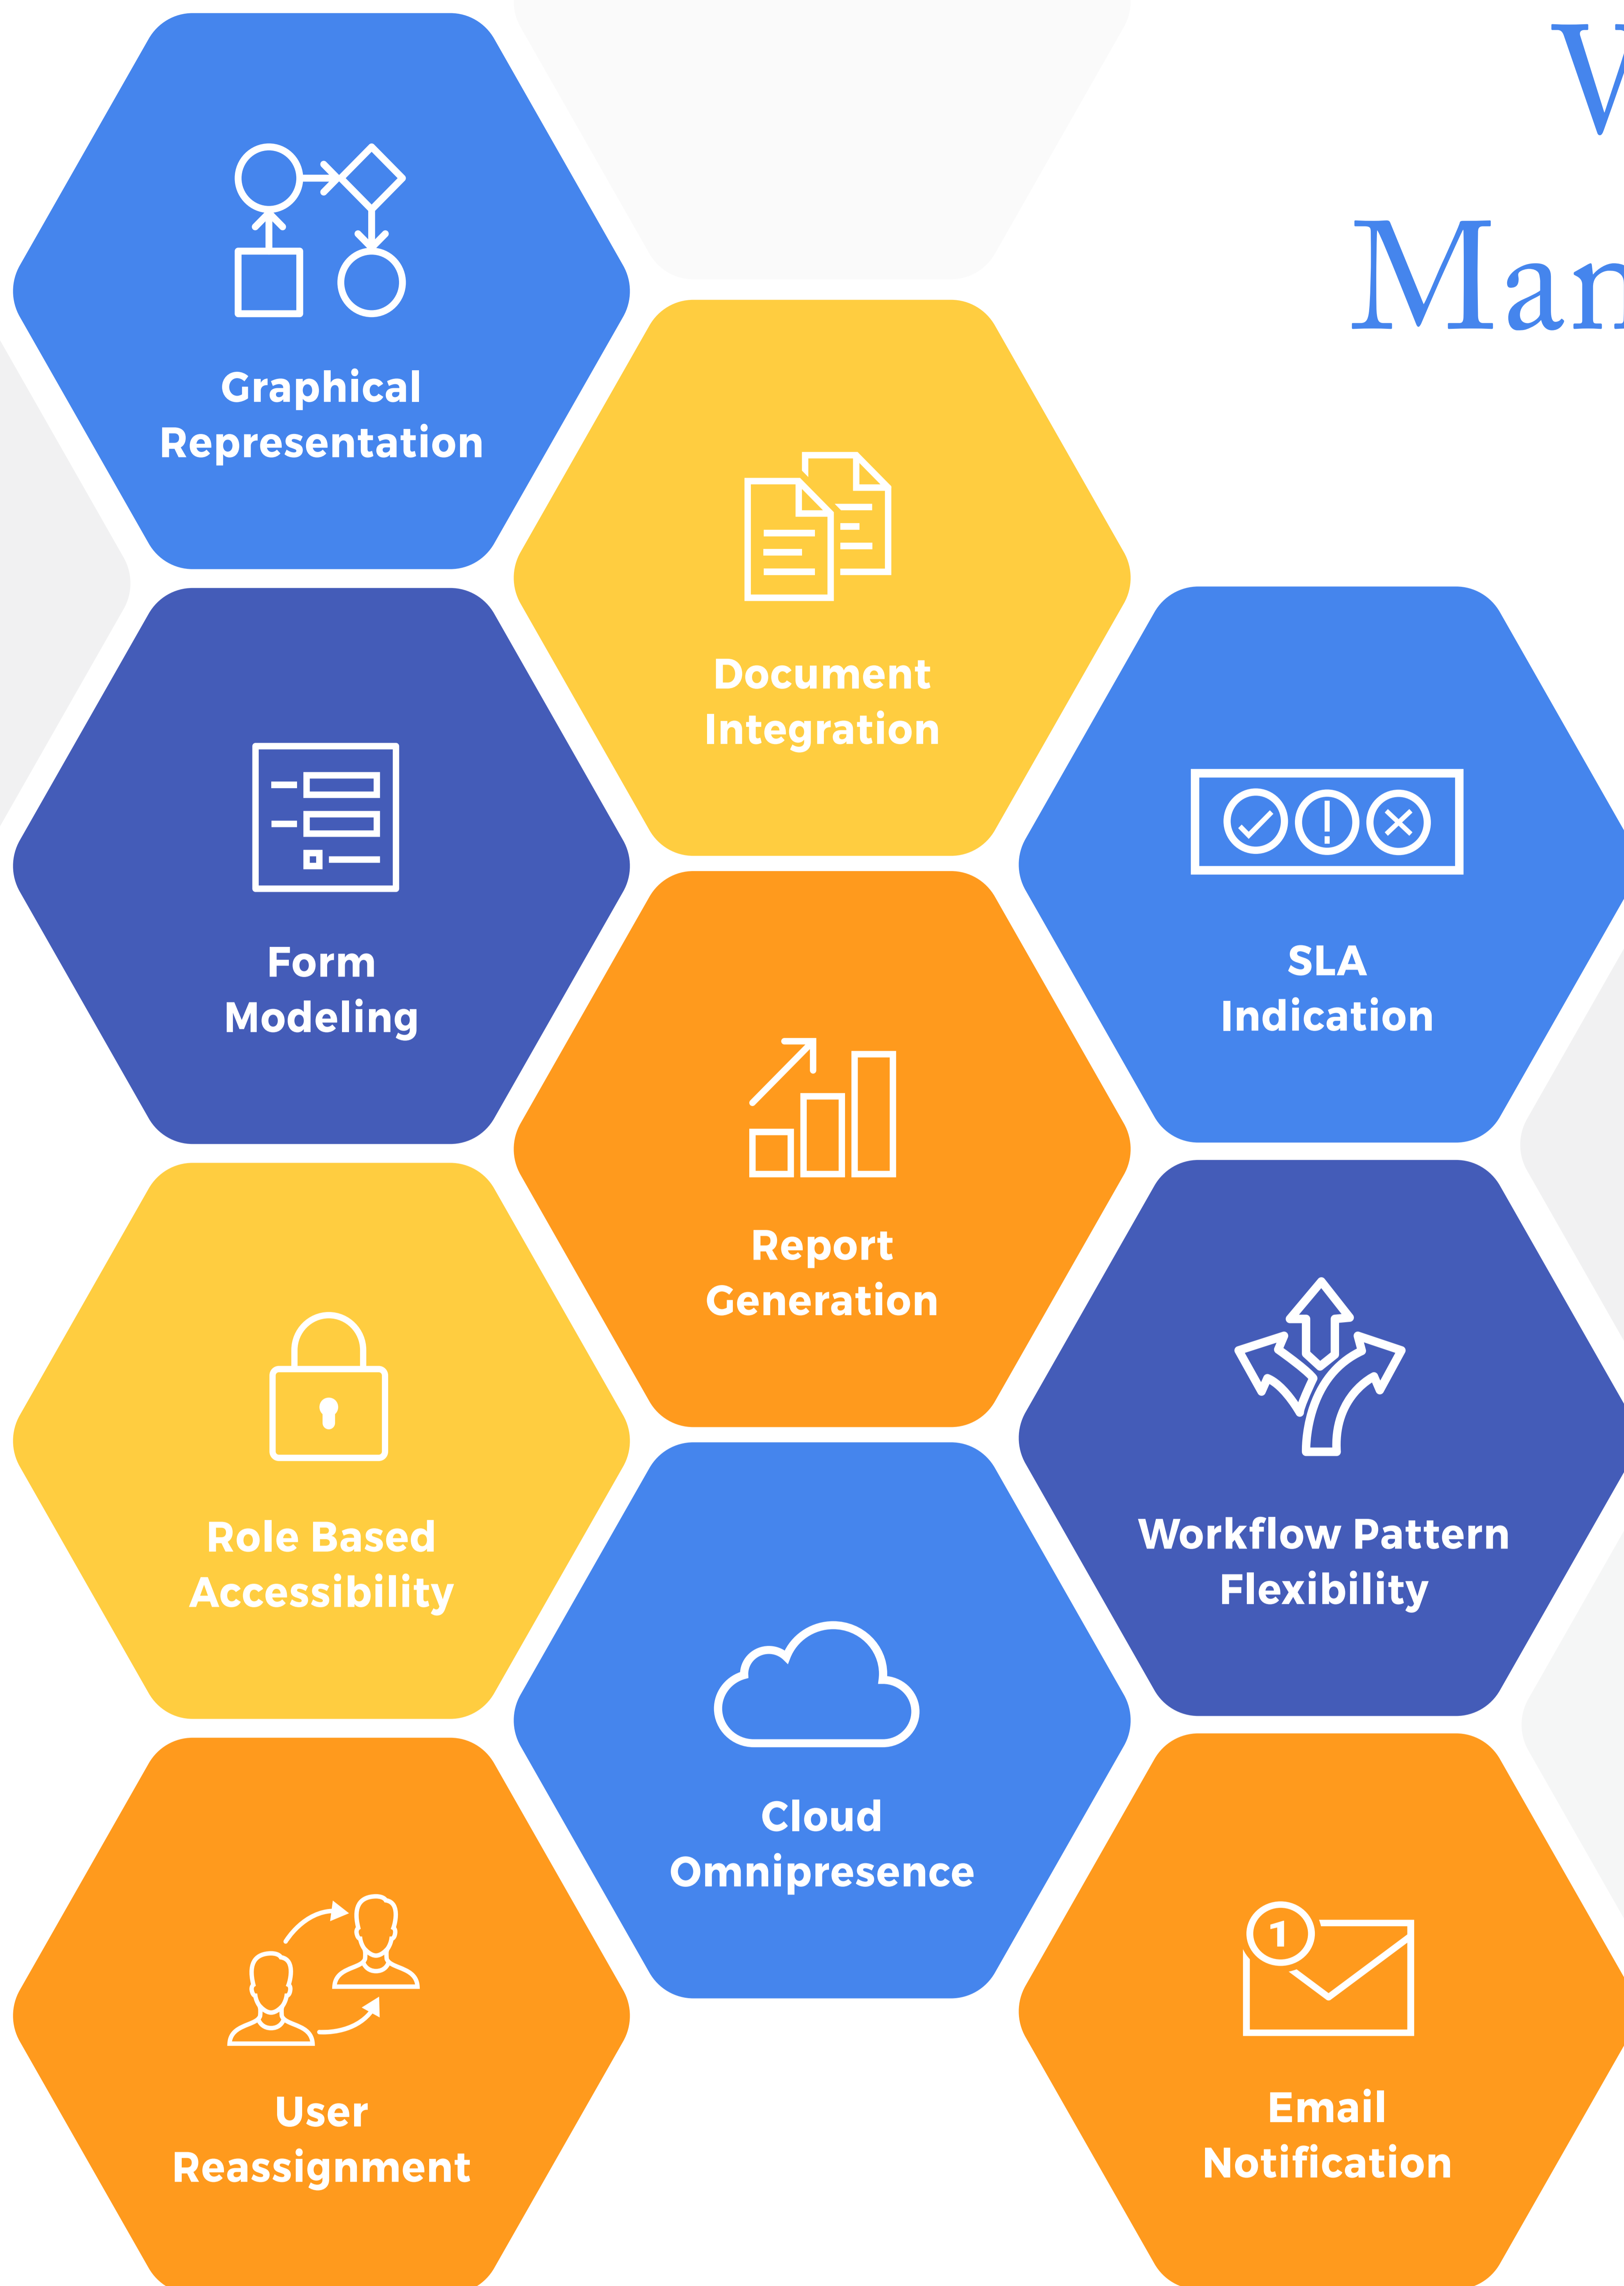 Graphical
Representation
Document
Integration
Form
Modeling
SLA
Indication
Report
Generation
Role Based
Accessibility
Workflow Pattern
Flexibility
Cloud
Omnipresence
1
User
Reassignment
Email
Notification